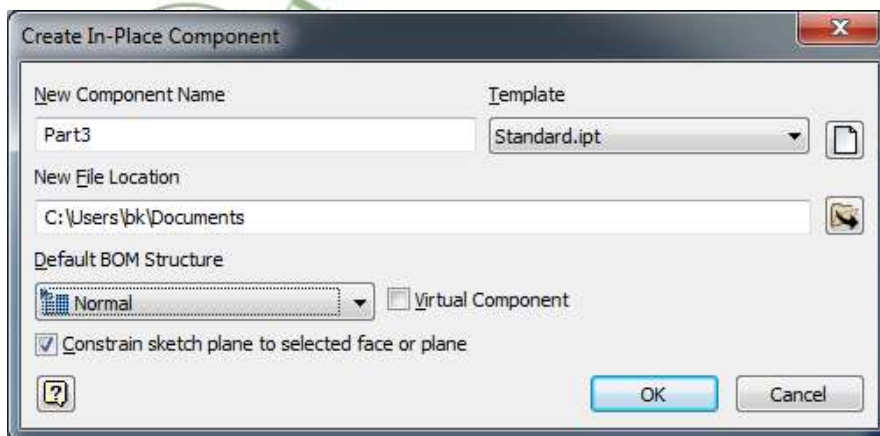 Create In-Place Component
New Component Name Template
Part3 Standard.ipt
New File Location
C:\Users\bk\Documents
Default BOM Structure
Normal Virtual Component
Constrain sketch plane to selected face or plane
OK Cancel